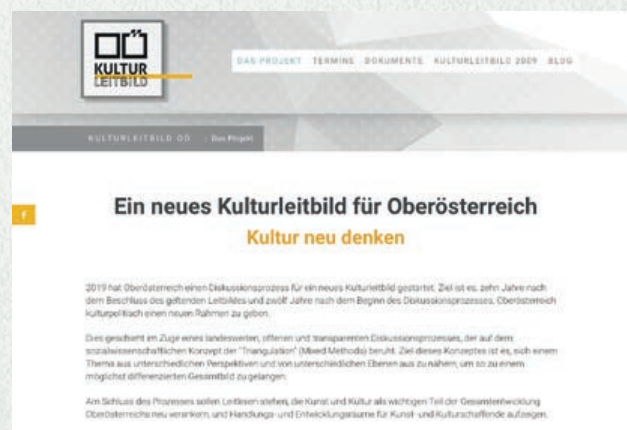 OÖ
KULTUR
LEITBILD
DAS PROJEKT TERMINE DOKUMENTE KULTURLEITBILD 2009 BLOG
KULTURLEITBILD OÖ Das Projekt
f
Ein neues Kulturleitbild für Oberösterreich
Kultur neu denken
2019 hat Oberösterreich einen Diskussionsprozess für ein neues Kulturleitbild gestartet. Ziel ist es, zehn Jahre nach
dem Beschluss des geltenden Leitbildes und zwölf Jahre nach dem Beginn des Diskussionsprozesses, Oberösterreich
kulturpolitisch einen neuen Rahmen zu geben.
Dies geschieht im Zuge eines landesweiten, offenen und transparenten Diskussionsprozesses, der auf dem
sozialwissenschaftlichen Konzept der "Triangulation" (Mixed Methods) beruht. Ziel dieses Konzeptes ist es, sich einem
Thema aus unterschiedlichen Perspektiven und von unterschiedlichen Ebenen aus zu nähern, um so zu einem
möglichst differenzierten Gesamtbild zu gelangen.
Am Schluss des Prozesses sollen Leitlinien stehen, die Kunst und Kultur als wichtigen Teil der Gesamtentwicklung
Oberösterreichs neu verankern, und Handlungs- und Entwicklungsräume für Kunst- und Kulturschaffende aufzeigen.